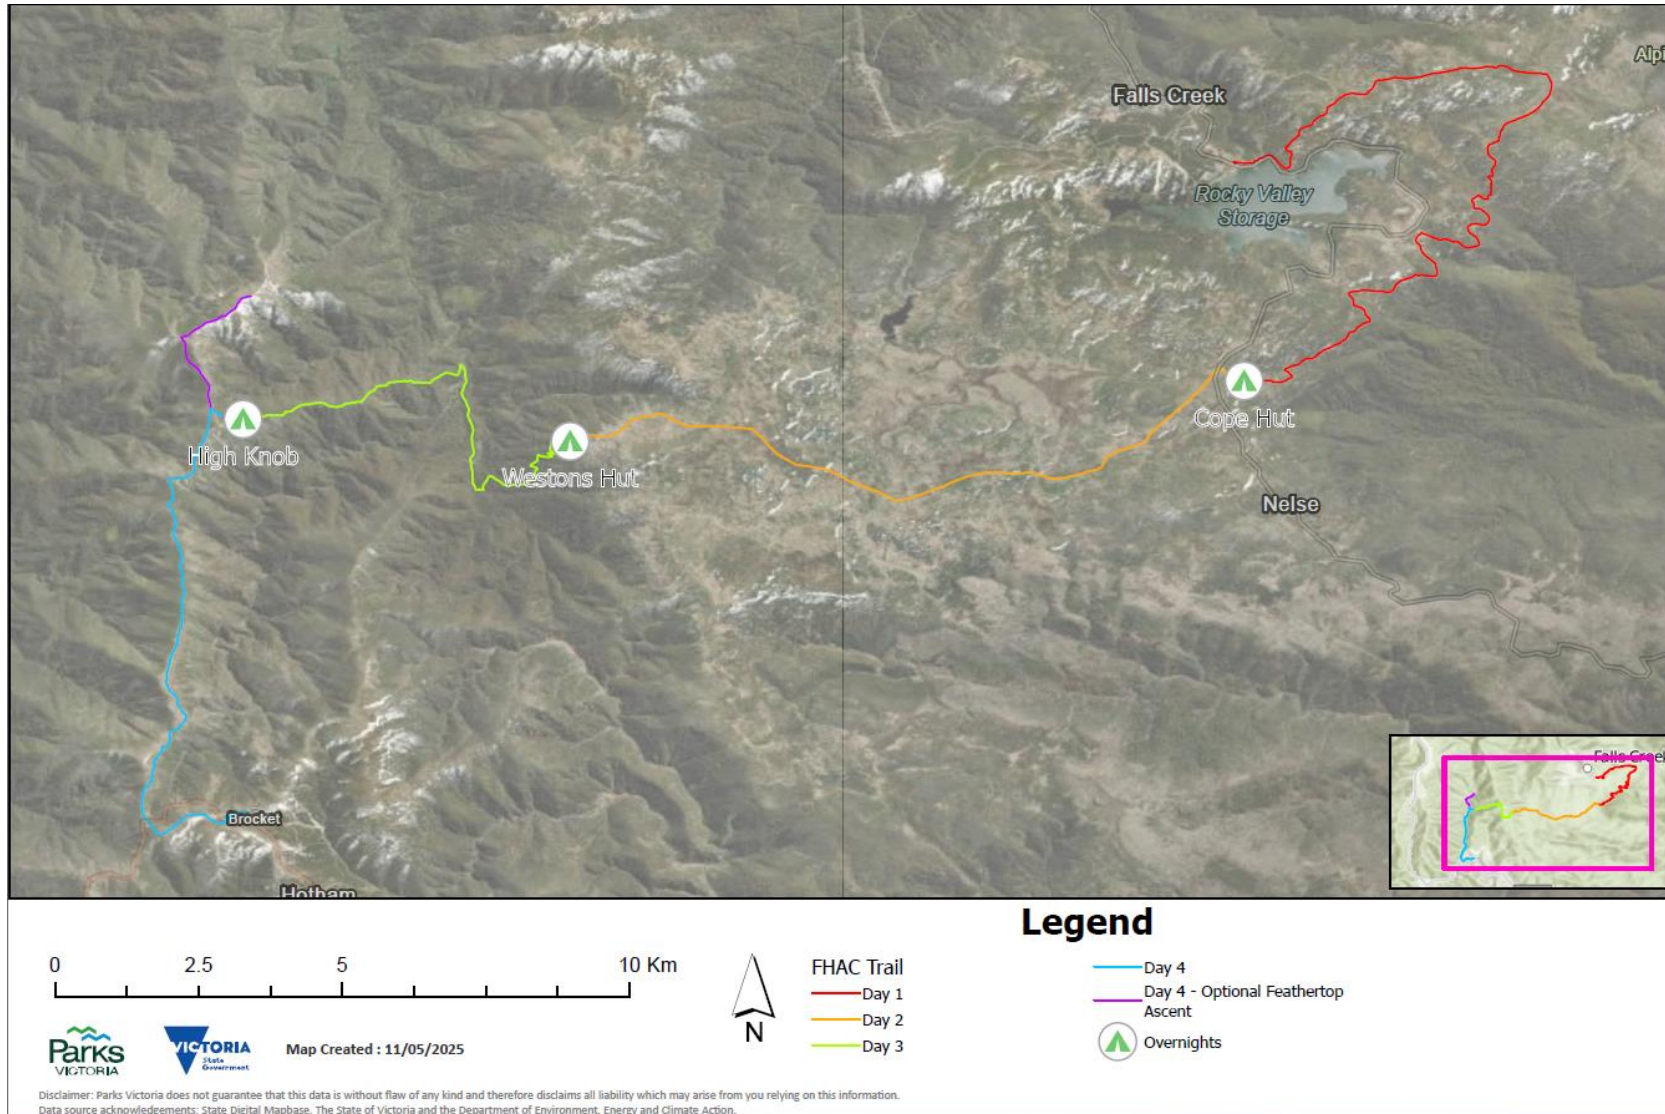 Alpi
Falls Creek
Rocky Valley
Storage
Cope Hut
High Knob
Westons Hut
Nelse
Brocket
Hotham
Falls Creek
Legend
0 2.5 5 10 Km
N
FHAC Trail
Day 1
Day 2
Day 3
Day 4
Day 4 - Optional Feathertop
Ascent
Overnights
Parks
VICTORIA
VICTORIA
State
Government
Map Created : 11/05/2025
Disclaimer: Parks Victoria does not guarantee that this data is without flaw of any kind and therefore disclaims all liability which may arise from you relying on this information.
Data source acknowledgements: State Digital Mapbase. The State of Victoria and the Department of Environment, Energy and Climate Action.